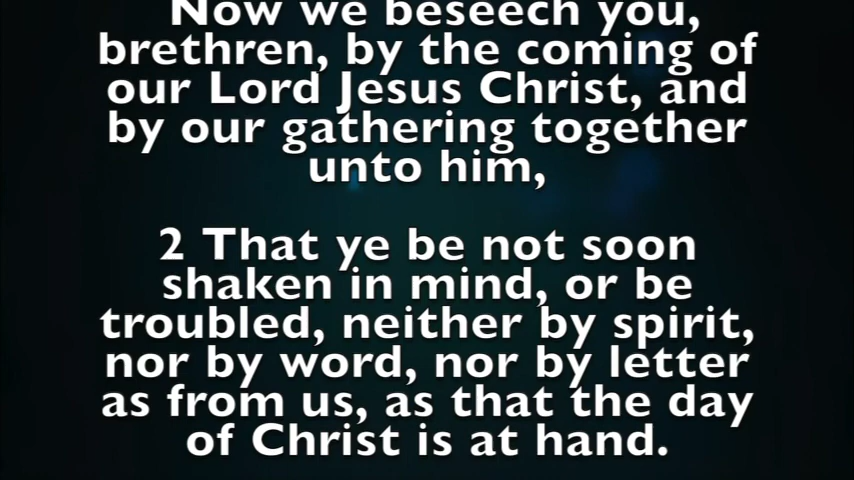 Now we beseech you,
brethren, by the coming of
our Lord Jesus Christ, and
by our gathering together
unto him,
2 That ye be not soon
shaken in mind, or be
troubled, neither by spirit,
nor by word, nor by letter
as from us, as that the day
of Christ is at hand.